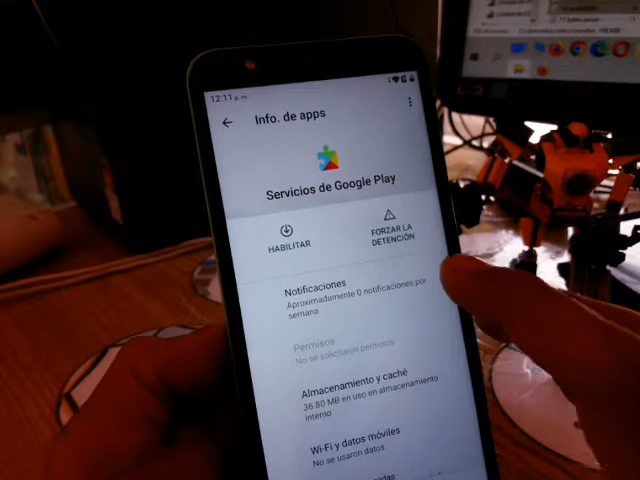 12:11 p. m.
Info. de apps
Servicios de Google Play
HABILITAR
FORZAR LA
DETENCIÓN
Notificaciones
Aproximadamente 0 notificaciones por
semana
Permisos
No se solicitaron permisos
Almacenamiento y caché
36.80 MB en uso en almacenamiento
interno
Wi-Fi y datos móviles
No se usaron datos